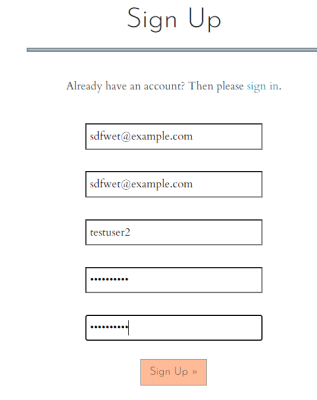 Sign Up
Already have an account? Then please sign in.
sdfwet@example.com
sdfwet@example.com
testuser2
••••••••••
••••••••••
Sign Up »